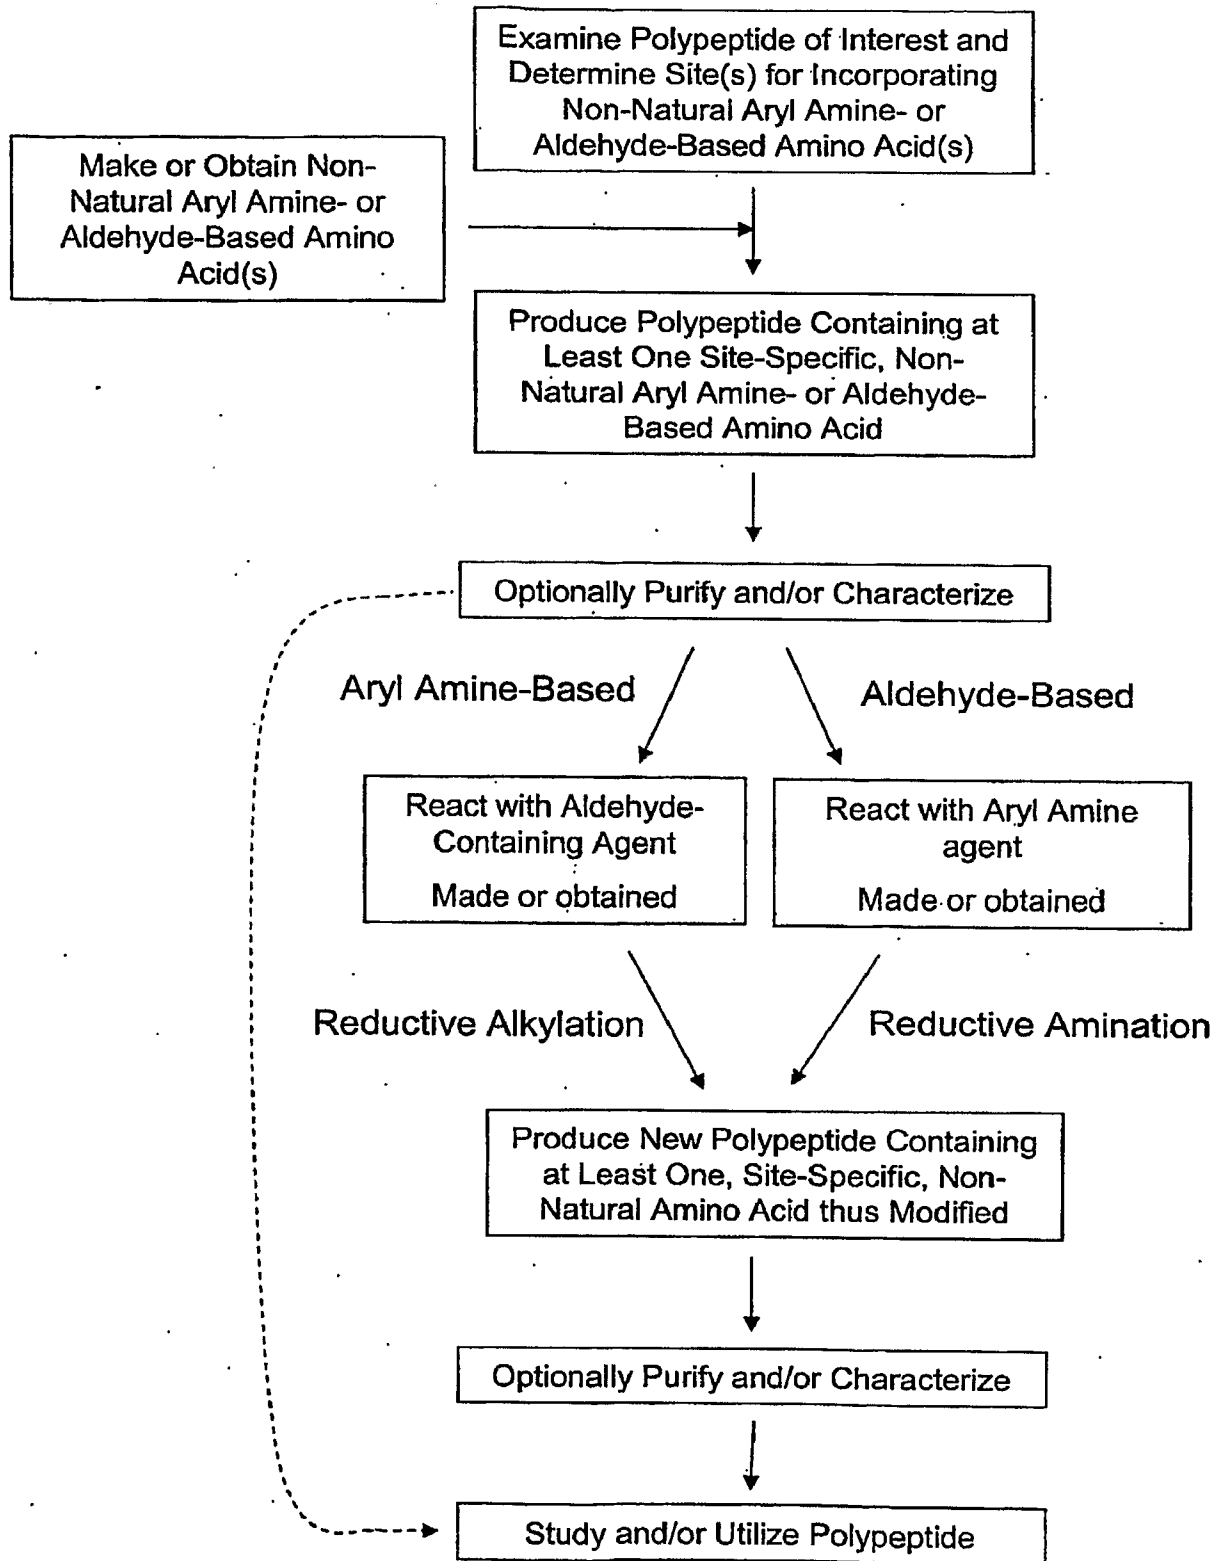 Examine Polypeptide of Interest and
Determine Site(s) for Incorporating
Non-Natural Aryl Amine- or
Aldehyde-Based Amino Acid(s)
Make or Obtain Non-
Natural Aryl Amine- or
Aldehyde-Based Amino
Acid(s)
Produce Polypeptide Containing at
Least One Site-Specific, Non-
Natural Aryl Amine- or Aldehyde-
Based Amino Acid
Optionally Purify and/or Characterize
Aryl Amine-Based
Aldehyde-Based
React with Aldehyde-
Containing Agent
Made or obtained
React with Aryl Amine
agent
Made or obtained
Reductive Alkylation
Reductive Amination
Produce New Polypeptide Containing
at Least One, Site-Specific, Non-
Natural Amino Acid thus Modified
Optionally Purify and/or Characterize
Study and/or Utilize Polypeptide